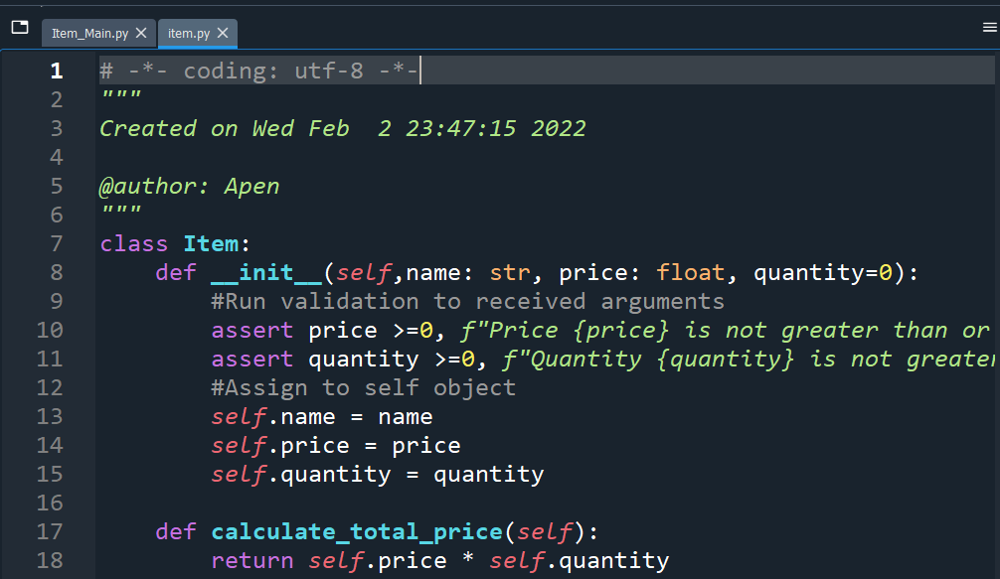 Item_Main.py
item.py
1 # -*- coding: utf-8 -*-
2 """
3 Created on Wed Feb  2 23:47:15 2022
4
5 @author: Apen
6 """
7 class Item:
8     def __init__(self,name: str, price: float, quantity=0):
9         #Run validation to received arguments
10         assert price >=0, f"Price {price} is not greater than or
11         assert quantity >=0, f"Quantity {quantity} is not greater
12         #Assign to self object
13         self.name = name
14         self.price = price
15         self.quantity = quantity
16
17     def calculate_total_price(self):
18         return self.price * self.quantity